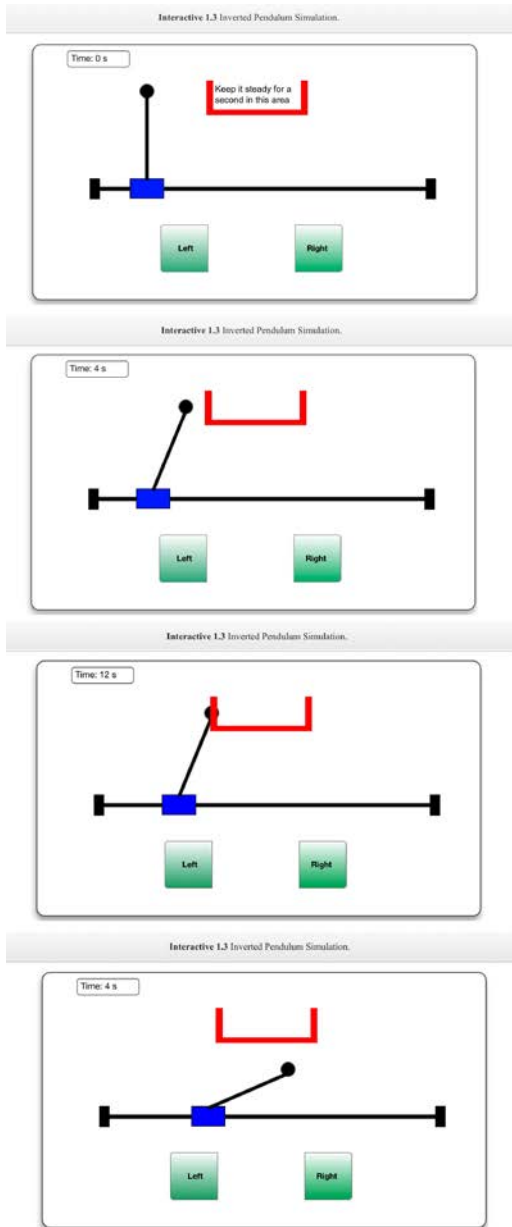 Interactive 1.3 Inverted Pendulum Simulation.
Time: 0 s
Keep it steady for a
second in this area
Left Right
Interactive 1.3 Inverted Pendulum Simulation.
Time: 4 s
Left Right
Interactive 1.3 Inverted Pendulum Simulation.
Time: 12 s
Left Right
Interactive 1.3 Inverted Pendulum Simulation.
Time: 4 s
Left Right